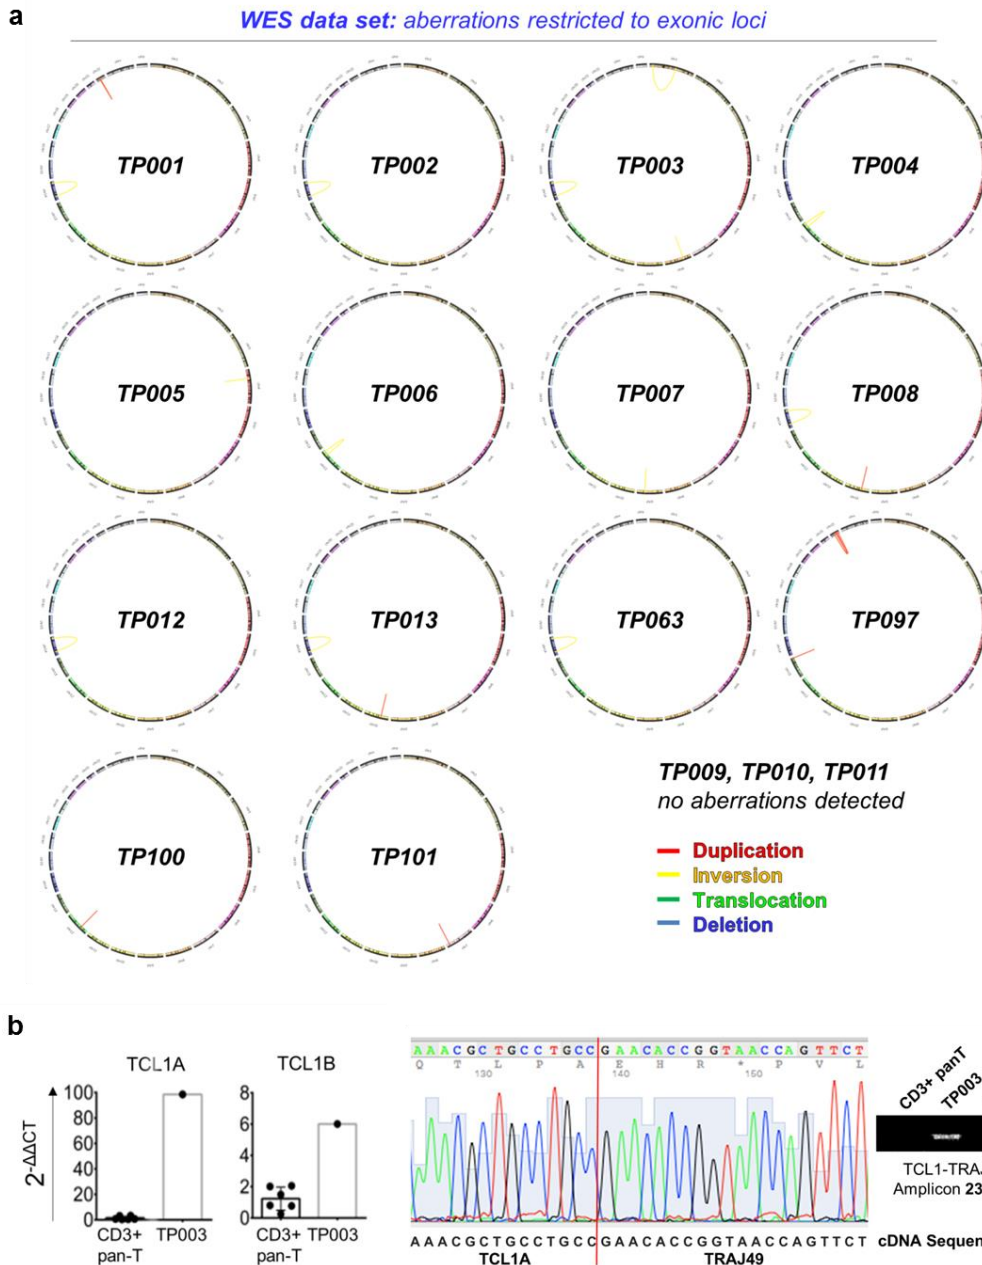 a
WES data set: aberrations restricted to exonic loci
TP001
TP002
TP003
TP004
TP005
TP006
TP007
TP008
TP012
TP013
TP063
TP097
TP100
TP101
TP009, TP010, TP011
no aberrations detected
Duplication
Inversion
Translocation
Deletion
b
TCL1A
2-ΔΔCT
100
80
60
40
20
0
CD3+
pan-T
TP003
TCL1B
8
6
4
2
0
CD3+
pan-T
TP003
AAACGCTGCCTGCCGAACACCGGTAACCAGTTCT
Q T L P A E H R * P V L
130 140 150
AAACGCTGCCTGCCGAACACCGGTAACCAGTTCT
TCL1A TRAJ49
cDNA Sequen
CD3+ panT
TP003
TCL1-TRAJ
Amplicon 23